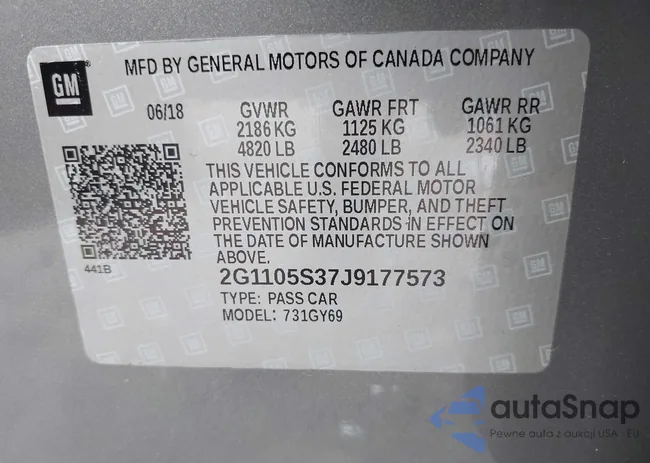 MFD BY GENERAL MOTORS OF CANADA COMPANY
GM
06/18 GVWR GAWR FRT GAWR RR
2186 KG 1125 KG 1061 KG
4820 LB 2480 LB 2340 LB
THIS VEHICLE CONFORMS TO ALL
APPLICABLE U.S. FEDERAL MOTOR
VEHICLE SAFETY, BUMPER, AND THEFT
PREVENTION STANDARDS IN EFFECT ON
THE DATE OF MANUFACTURE SHOWN
ABOVE.
441B
2G1105S37J9177573
TYPE: PASS CAR
MODEL: 731GY69
autaSnap
Pewne auta z aukcji USA - EU